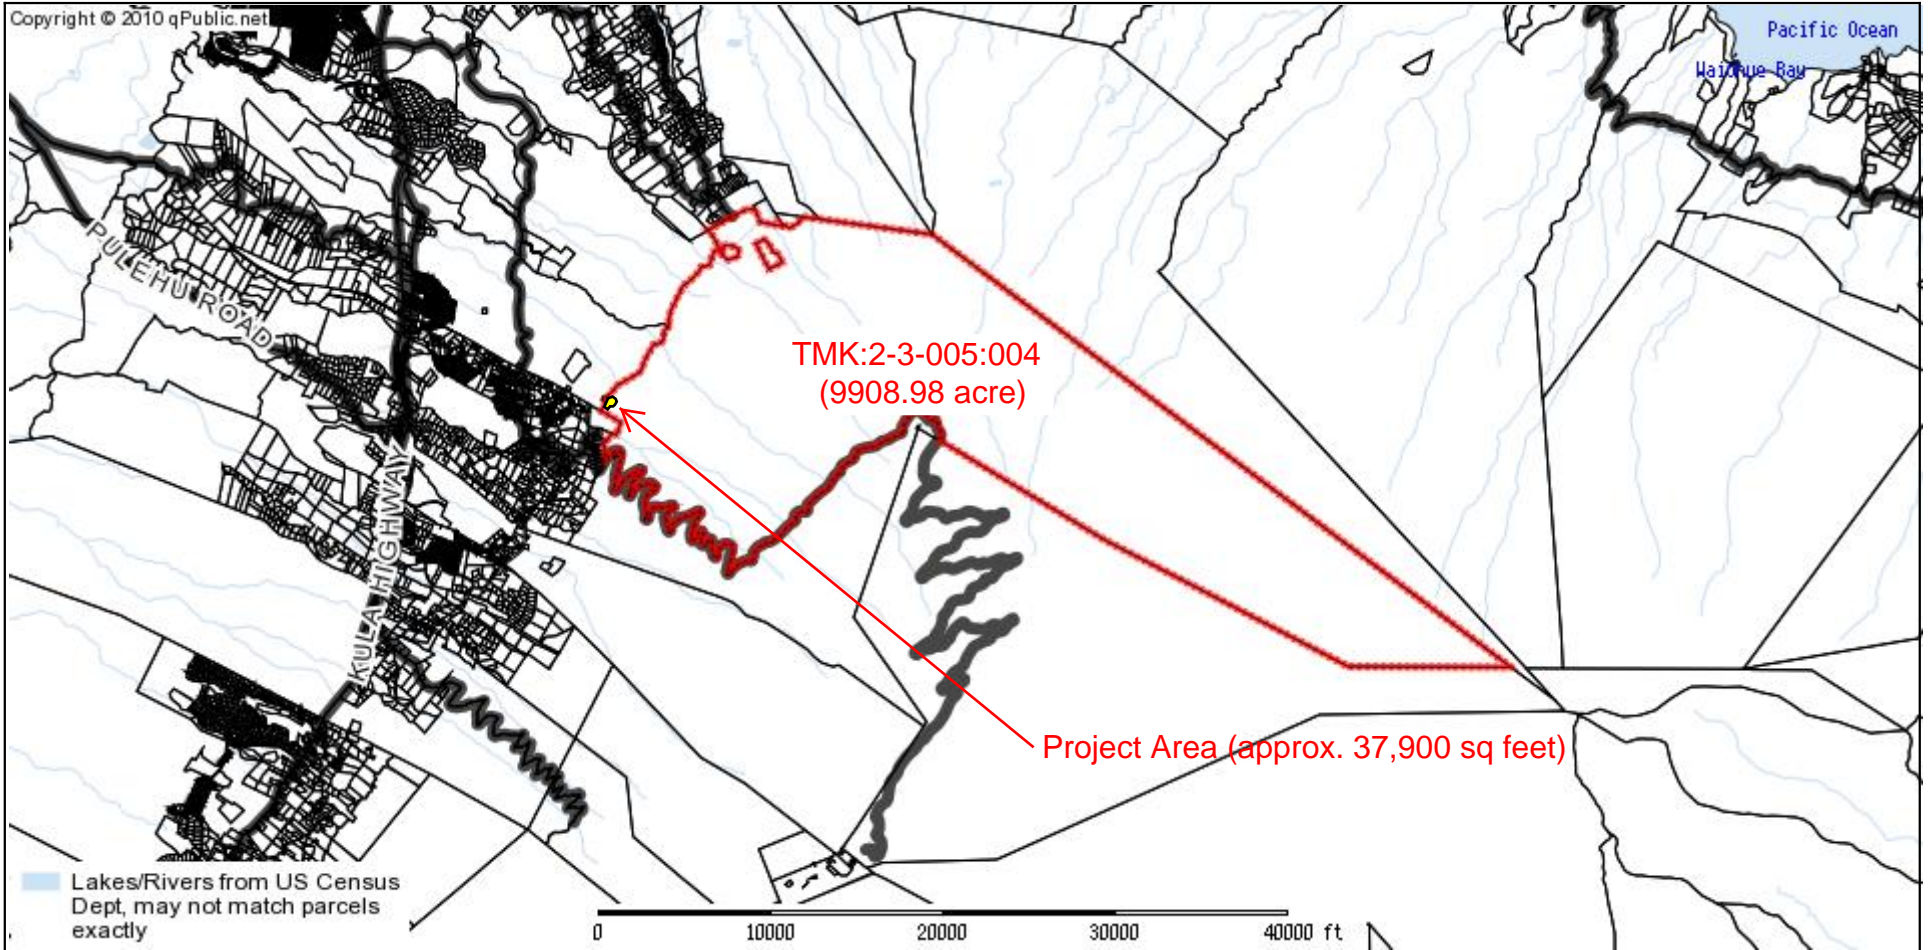 Copyright © 2010 qPublic.net
Pacific Ocean
Waiohue Bay
PULEHU ROAD
TMK:2-3-005:004
(9908.98 acre)
KULA HIGHWAY
Project Area (approx. 37,900 sq feet)
Lakes/Rivers from US Census
Dept, may not match parcels
exactly
0 10000 20000 30000 40000 ft